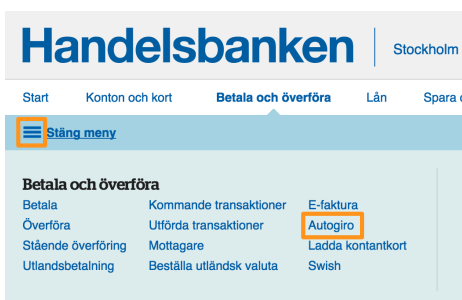 Handelsbanken
Stockholm
Start Konton och kort Betala och överföra Lån Spara
Stäng meny
Betala och överföra
Betala Kommande transaktioner E-faktura
Överföra Utförda transaktioner Autogiro
Stående överföring Mottagare Ladda kontantkort
Utlandsbetalning Beställa utländsk valuta Swish